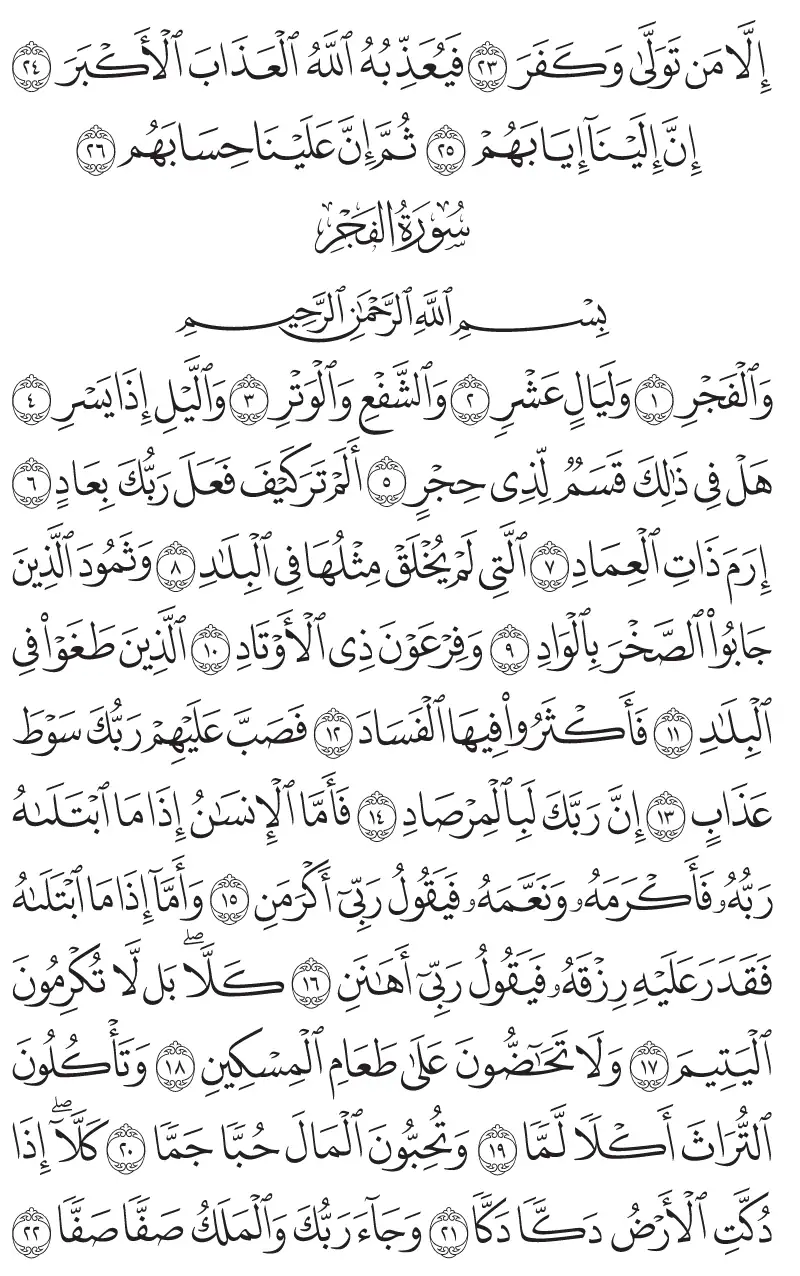 إِلَّا مَن تَوَلَّىٰ وَكَفَرَ ٢٣ فَيُعَذِّبُهُ ٱللَّهُ ٱلۡعَذَابَ ٱلۡأَكۡبَرَ ٢٤
إِنَّ إِلَيۡنَآ إِيَابَهُمۡ ٢٥ ثُمَّ إِنَّ عَلَيۡنَا حِسَابَهُم ٢٦
سُورَةُ الفَجۡرِ
بِسۡمِ ٱللَّهِ ٱلرَّحۡمَٰنِ ٱلرَّحِيمِ
وَٱلۡفَجۡرِ ١ وَلَيَالٍ عَشۡرٖ ٢ وَٱلشَّفۡعِ وَٱلۡوَتۡرِ ٣ وَٱلَّيۡلِ إِذَا يَسۡرِ ٤
هَلۡ فِي ذَٰلِكَ قَسَمٞ لِّذِي حِجۡرٍ ٥ أَلَمۡ تَرَ كَيۡفَ فَعَلَ رَبُّكَ بِعَادٍ ٦
إِرَمَ ذَاتِ ٱلۡعِمَادِ ٧ ٱلَّتِي لَمۡ يُخۡلَقۡ مِثۡلُهَا فِي ٱلۡبِلَٰدِ ٨ وَثَمُودَ ٱلَّذِينَ
جَابُواْ ٱلصَّخۡرَ بِٱلۡوَادِ ٩ وَفِرۡعَوۡنَ ذِي ٱلۡأَوۡتَادِ ١٠ ٱلَّذِينَ طَغَوۡاْ فِي
ٱلۡبِلَٰدِ ١١ فَأَكۡثَرُواْ فِيهَا ٱلۡفَسَادَ ١٢ فَصَبَّ عَلَيۡهِمۡ رَبُّكَ سَوۡطَ
عَذَابٍ ١٣ إِنَّ رَبَّكَ لَبِٱلۡمِرۡصَادِ ١٤ فَأَمَّا ٱلۡإِنسَٰنُ إِذَا مَا ٱبۡتَلَىٰهُ
رَبُّهُۥ فَأَكۡرَمَهُۥ وَنَعَّمَهُۥ فَيَقُولُ رَبِّيٓ أَكۡرَمَنِ ١٥ وَأَمَّآ إِذَا مَا ٱبۡتَلَىٰهُ
فَقَدَرَ عَلَيۡهِ رِزۡقَهُۥ فَيَقُولُ رَبِّيٓ أَهَٰنَنِ ١٦ كَلَّاۖ بَل لَّا تُكۡرِمُونَ
ٱلۡيَتِيمَ ١٧ وَلَا تَحَٰٓضُّونَ عَلَىٰ طَعَامِ ٱلۡمِسۡكِينِ ١٨ وَتَأۡكُلُونَ
ٱلتُّرَاثَ أَكۡلٗا لَّمّٗا ١٩ وَتُحِبُّونَ ٱلۡمَالَ حُبّٗا جَمّٗا ٢٠ كَلَّآۖ إِذَا
دُكَّتِ ٱلۡأَرۡضُ دَكّٗا دَكّٗا ٢١ وَجَآءَ رَبُّكَ وَٱلۡمَلَكُ صَفّٗا صَفّٗا ٢٢